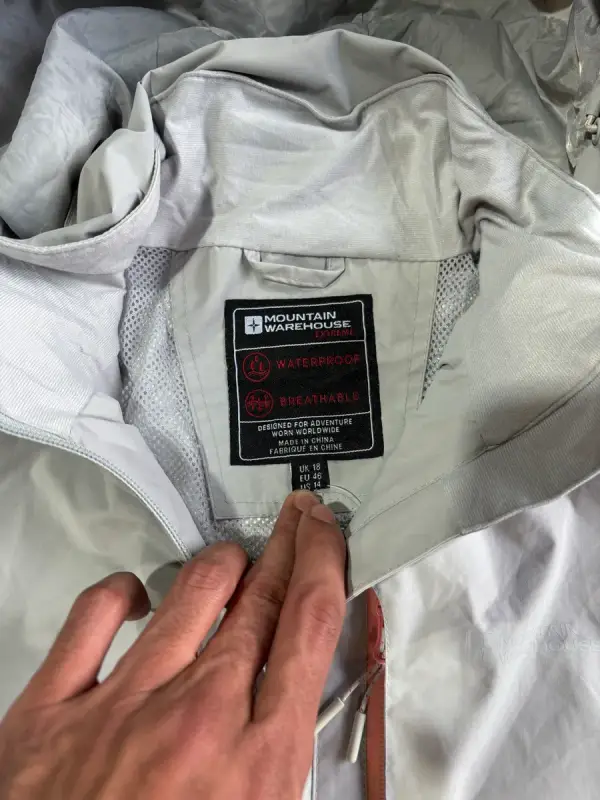 MOUNTAIN
WAREHOUSE
EXTREME
WATERPROOF
BREATHABLE
DESIGNED FOR ADVENTURE
WORN WORLDWIDE
MADE IN CHINA
FABRIQUÉ EN CHINE
UK 18
EU 46
US 14